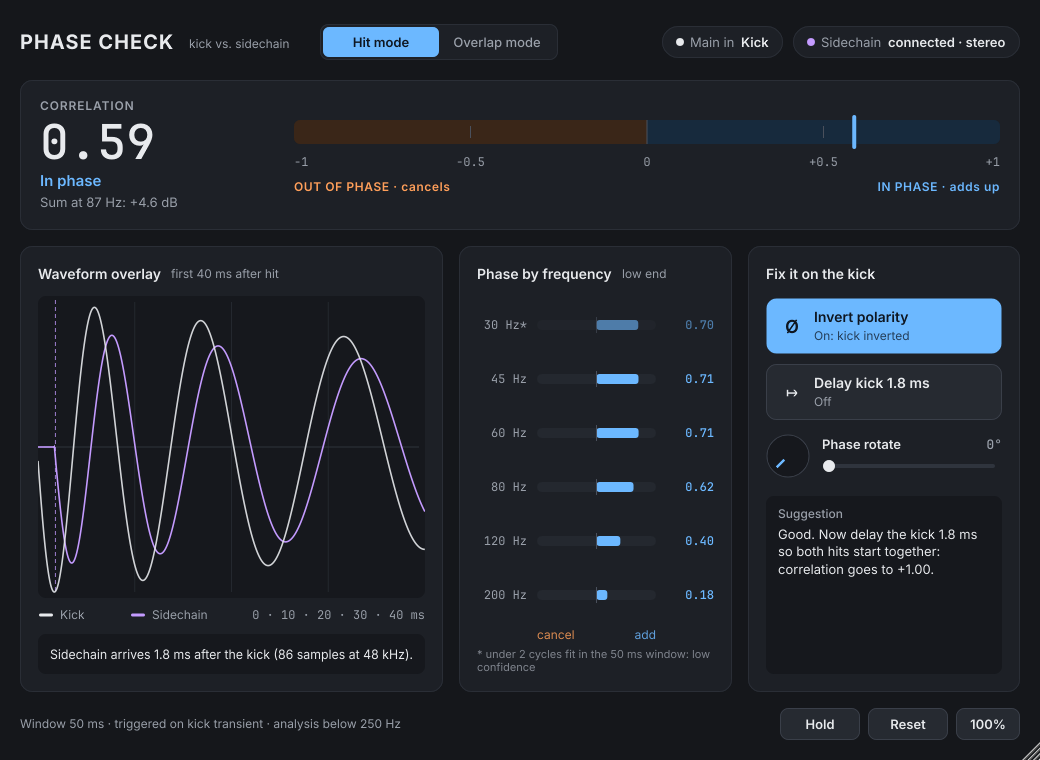 PHASE CHECK kick vs. sidechain Hit mode Overlap mode Main in Kick Sidechain connected · stereo
CORRELATION
0.59
In phase
Sum at 87 Hz: +4.6 dB
-1 -0.5 0 +0.5 +1
OUT OF PHASE · cancels IN PHASE · adds up
Waveform overlay first 40 ms after hit
Kick Sidechain 0 · 10 · 20 · 30 · 40 ms
Sidechain arrives 1.8 ms after the kick (86 samples at 48 kHz).
Phase by frequency low end
30 Hz* 0.70
45 Hz 0.71
60 Hz 0.71
80 Hz 0.62
120 Hz 0.40
200 Hz 0.18
cancel add
* under 2 cycles fit in the 50 ms window: low
confidence
Fix it on the kick
Ø Invert polarity
On: kick inverted
↦ Delay kick 1.8 ms
Off
Phase rotate 0°
Suggestion
Good. Now delay the kick 1.8 ms
so both hits start together:
correlation goes to +1.00.
Window 50 ms · triggered on kick transient · analysis below 250 Hz Hold Reset 100%